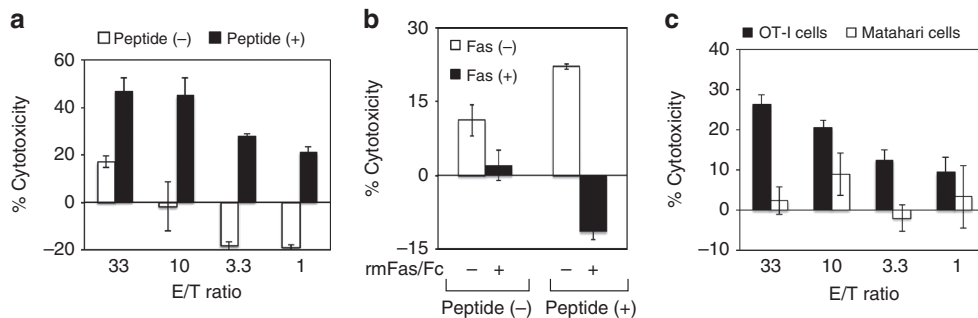 a
Peptide (–) Peptide (+)
60
40
20
0
–20
% Cytotoxicity
33 10 3.3 1
E/T ratio
b
Fas (–)
Fas (+)
15
0
–15
% Cytotoxicity
rmFas/Fc – + – +
Peptide (–) Peptide (+)
c
OT-I cells Matahari cells
40
30
20
10
0
–10
% Cytotoxicity
33 10 3.3 1
E/T ratio